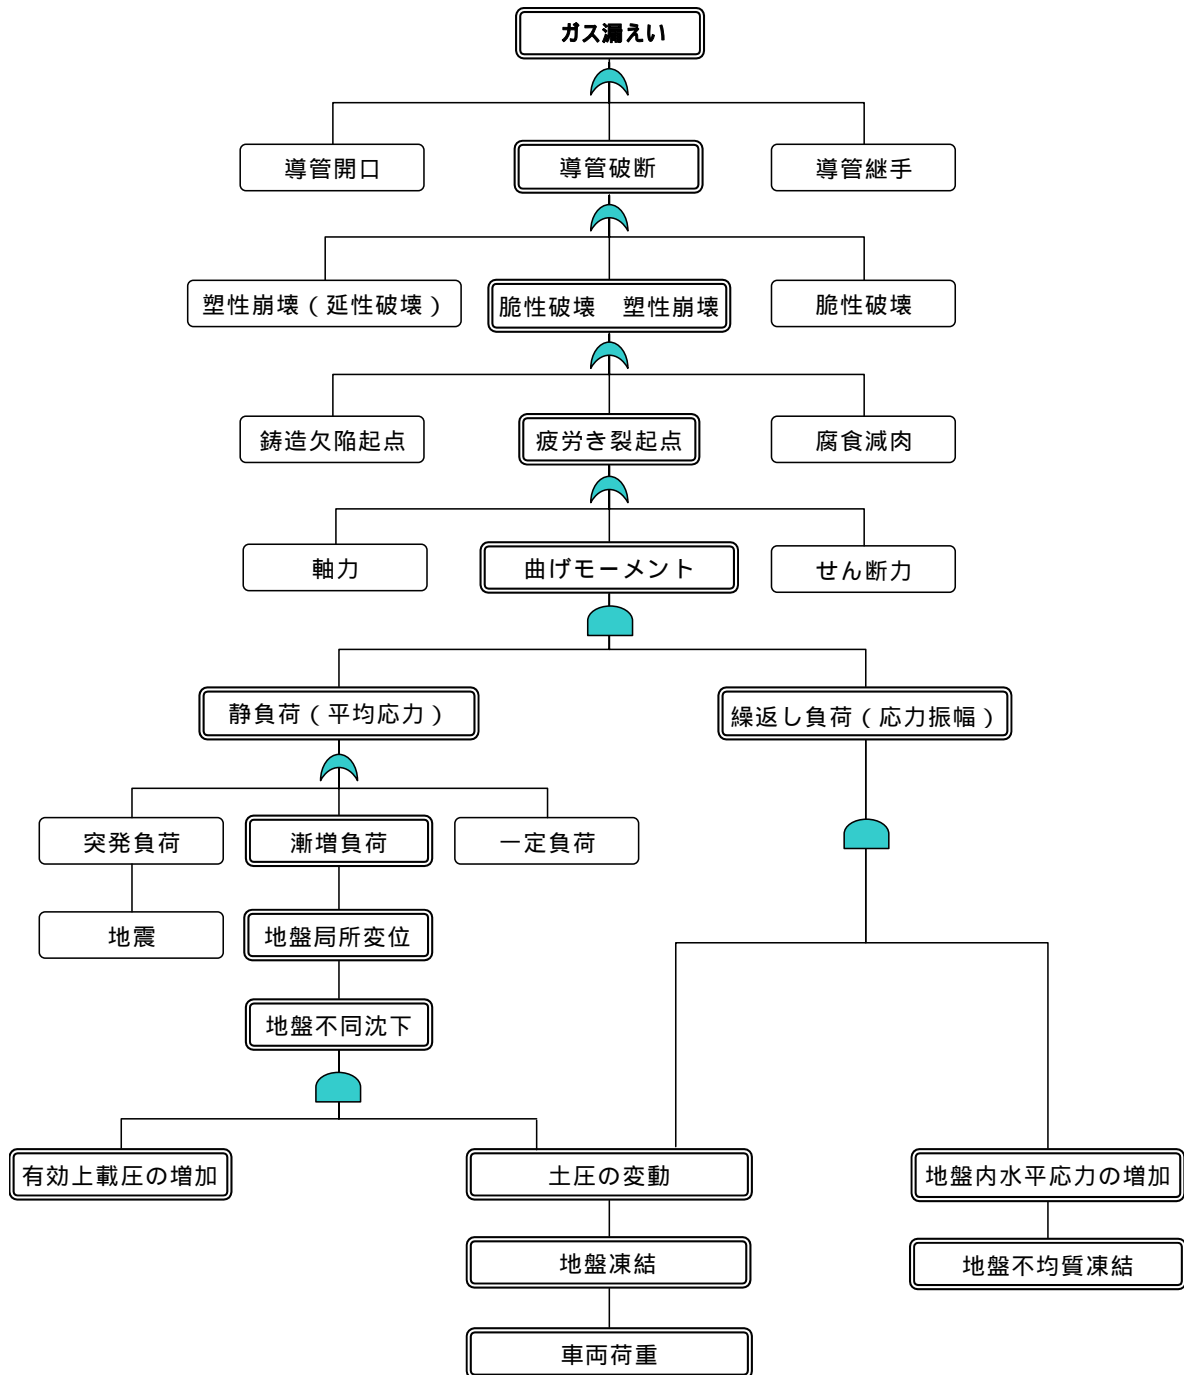 ガス漏えい
導管開口
導管破断
導管継手
塑性崩壊（延性破壊）
脆性破壊　塑性崩壊
脆性破壊
鋳造欠陥起点
疲労き裂起点
腐食減肉
軸力
曲げモーメント
せん断力
静負荷（平均応力）
繰返し負荷（応力振幅）
突発負荷
漸増負荷
一定負荷
地震
地盤局所変位
地盤不同沈下
有効上載圧の増加
土圧の変動
地盤内水平応力の増加
地盤凍結
地盤不均質凍結
車両荷重